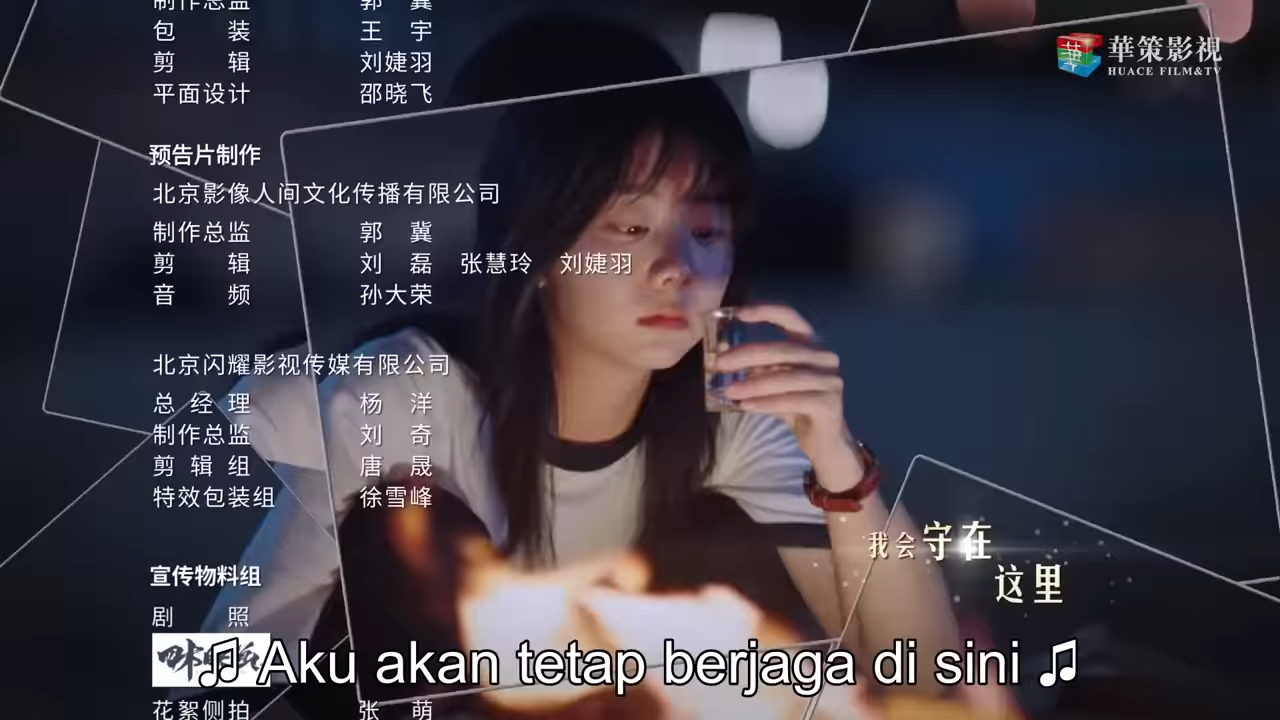 制作总监 郭 冀
包 装 王 宇
剪 辑 刘婕羽
平面设计 邵晓飞
華策影視
HUACE FILM&TV
预告片制作
北京影像人间文化传播有限公司
制作总监 郭 冀
剪 辑 刘 磊 张慧玲 刘婕羽
音 频 孙大荣
北京闪耀影视传媒有限公司
总 经 理 杨 洋
制作总监 刘 奇
剪 辑 组 唐 晟
特效包装组 徐雪峰
宣传物料组
剧 照
我会守在
这里
♫ Aku akan tetap berjaga di sini ♫
花絮侧拍 张 萌